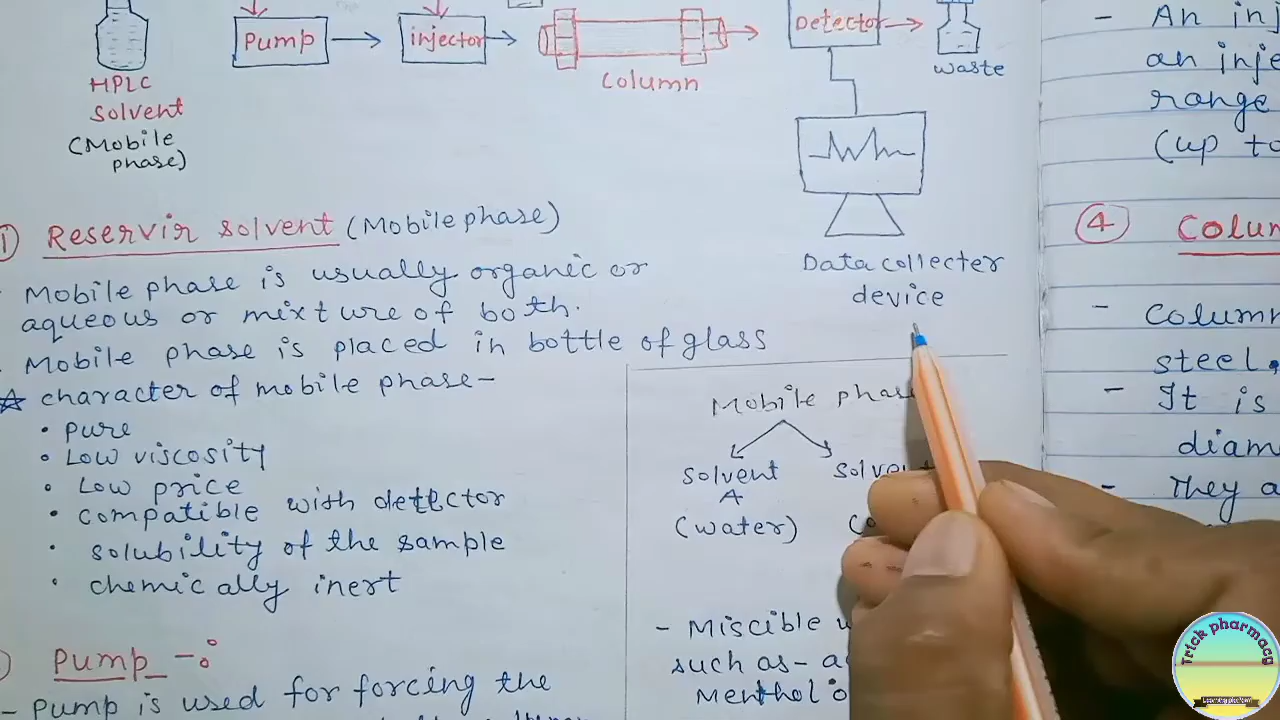 Pump
injector
Detector
waste
column
HPLC
Solvent
(Mobile
phase)
① Reservir solvent (Mobile phase)
Mobile phase is usually organic or
aqueous or mixture of both.
Mobile phase is placed in bottle of glass
☆ character of mobile phase-
• pure
• Low viscosity
• Low price
• compatible with detector
• solubility of the sample
• chemically inert
Pump -:
- Pump is used for forcing the
Data collecter
device
Mobile phase
Solvent
A
(water)
- Miscible
such as-
Menthol
- An
an
range
(up to
④
- Column
steel,
- It is
- They
Trick pharmacy